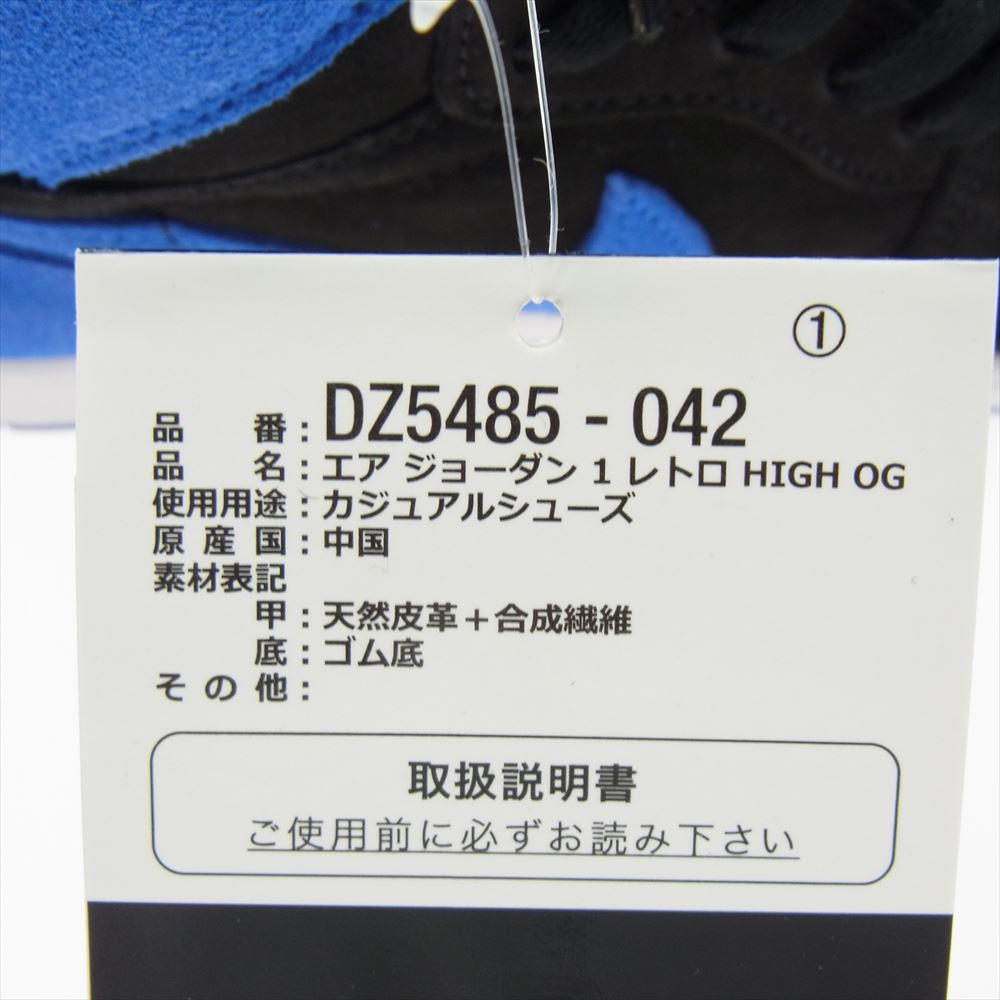 ①
品番：DZ5485 - 042
品名：エア ジョーダン 1 レトロ HIGH OG
使用用途：カジュアルシューズ
原産国：中国
素材表記
甲：天然皮革＋合成繊維
底：ゴム底
その他：
取扱説明書
ご使用前に必ずお読み下さい